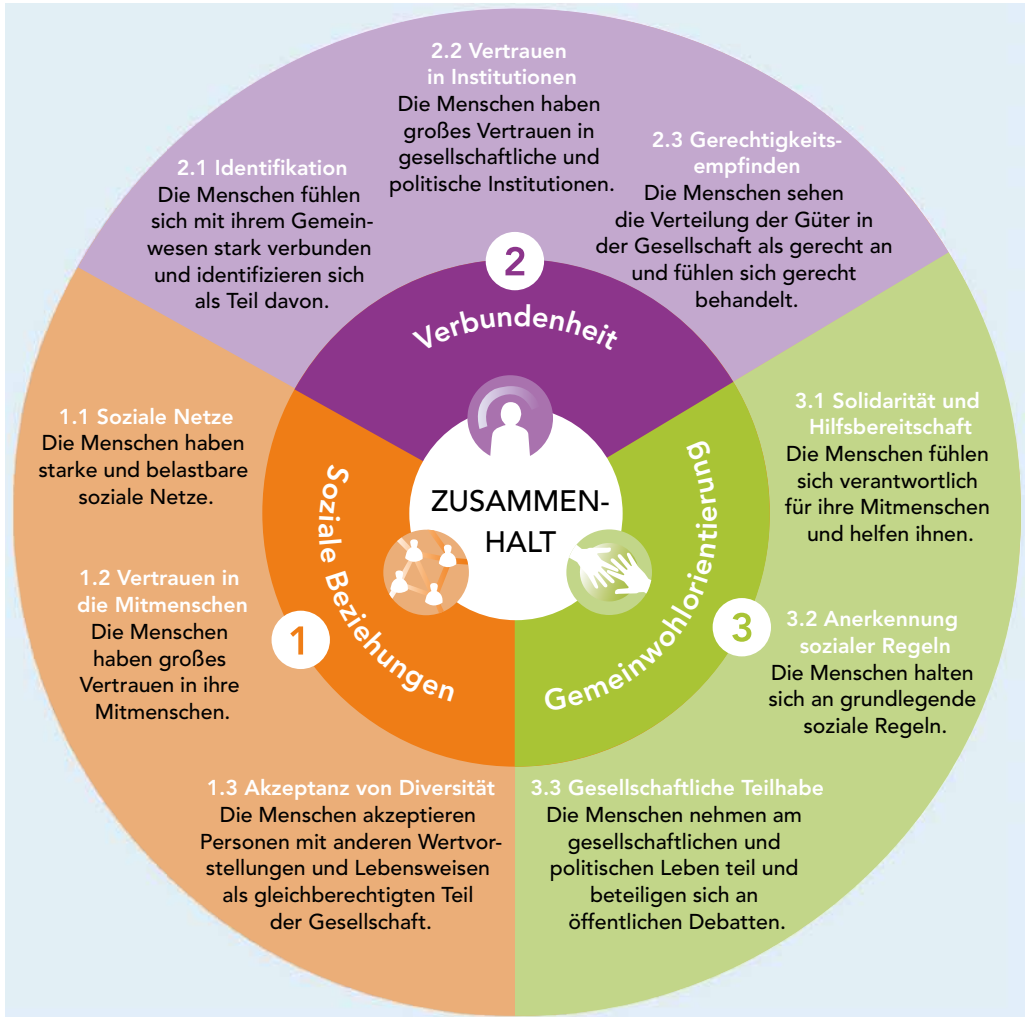 ZUSAMMEN-
HALT
1
Soziale Beziehungen
1.1 Soziale Netze
Die Menschen haben
starke und belastbare
soziale Netze.
1.2 Vertrauen in
die Mitmenschen
Die Menschen
haben großes
Vertrauen in ihre
Mitmenschen.
1.3 Akzeptanz von Diversität
Die Menschen akzeptieren
Personen mit anderen Wertvor-
stellungen und Lebensweisen
als gleichberechtigten Teil
der Gesellschaft.
2
Verbundenheit
2.1 Identifikation
Die Menschen fühlen
sich mit ihrem Gemein-
wesen stark verbunden
und identifizieren sich
als Teil davon.
2.2 Vertrauen
in Institutionen
Die Menschen haben
großes Vertrauen in
gesellschaftliche und
politische Institutionen.
2.3 Gerechtigkeits-
empfinden
Die Menschen sehen
die Verteilung der Güter in
der Gesellschaft als gerecht an
und fühlen sich gerecht
behandelt.
3
Gemeinwohlorientierung
3.1 Solidarität und
Hilfsbereitschaft
Die Menschen fühlen
sich verantwortlich
für ihre Mitmenschen
und helfen ihnen.
3.2 Anerkennung
sozialer Regeln
Die Menschen halten
sich an grundlegende
soziale Regeln.
3.3 Gesellschaftliche Teilhabe
Die Menschen nehmen am
gesellschaftlichen und
politischen Leben teil und
beteiligen sich an
öffentlichen Debatten.